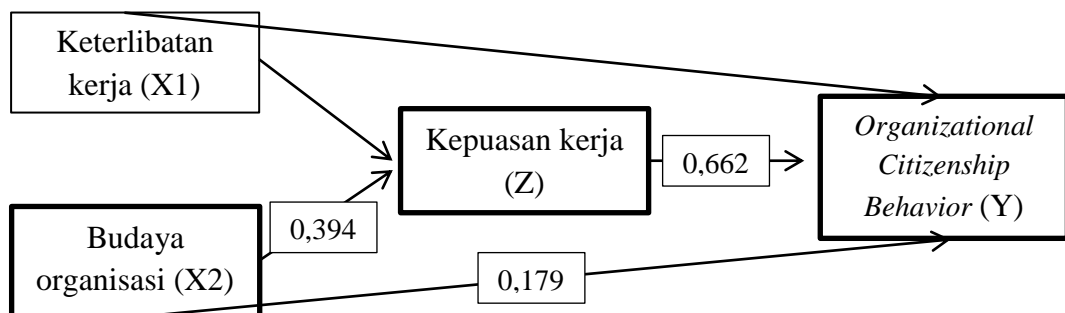 Keterlibatan
kerja (X1)
Kepuasan kerja
(Z)
0,662
Organizational
Citizenship
Behavior (Y)
0,394
Budaya
organisasi (X2)
0,179